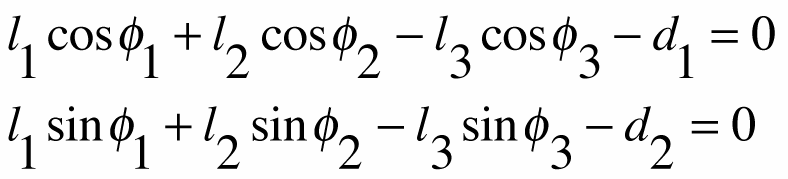 l₁ cos ϕ₁ + l₂ cos ϕ₂ − l₃ cos ϕ₃ − d₁ = 0
l₁ sin ϕ₁ + l₂ sin ϕ₂ − l₃ sin ϕ₃ − d₂ = 0